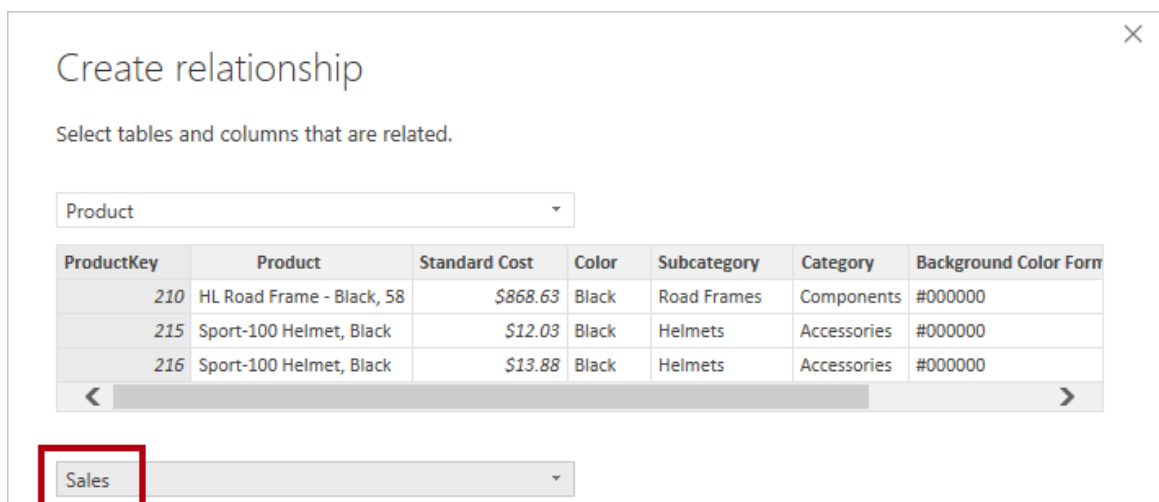 Create relationship
Select tables and columns that are related.
Product
ProductKey Product Standard Cost Color Subcategory Category Background Color Form
210 HL Road Frame - Black, 58 $868.63 Black Road Frames Components #000000
215 Sport-100 Helmet, Black $12.03 Black Helmets Accessories #000000
216 Sport-100 Helmet, Black $13.88 Black Helmets Accessories #000000
Sales